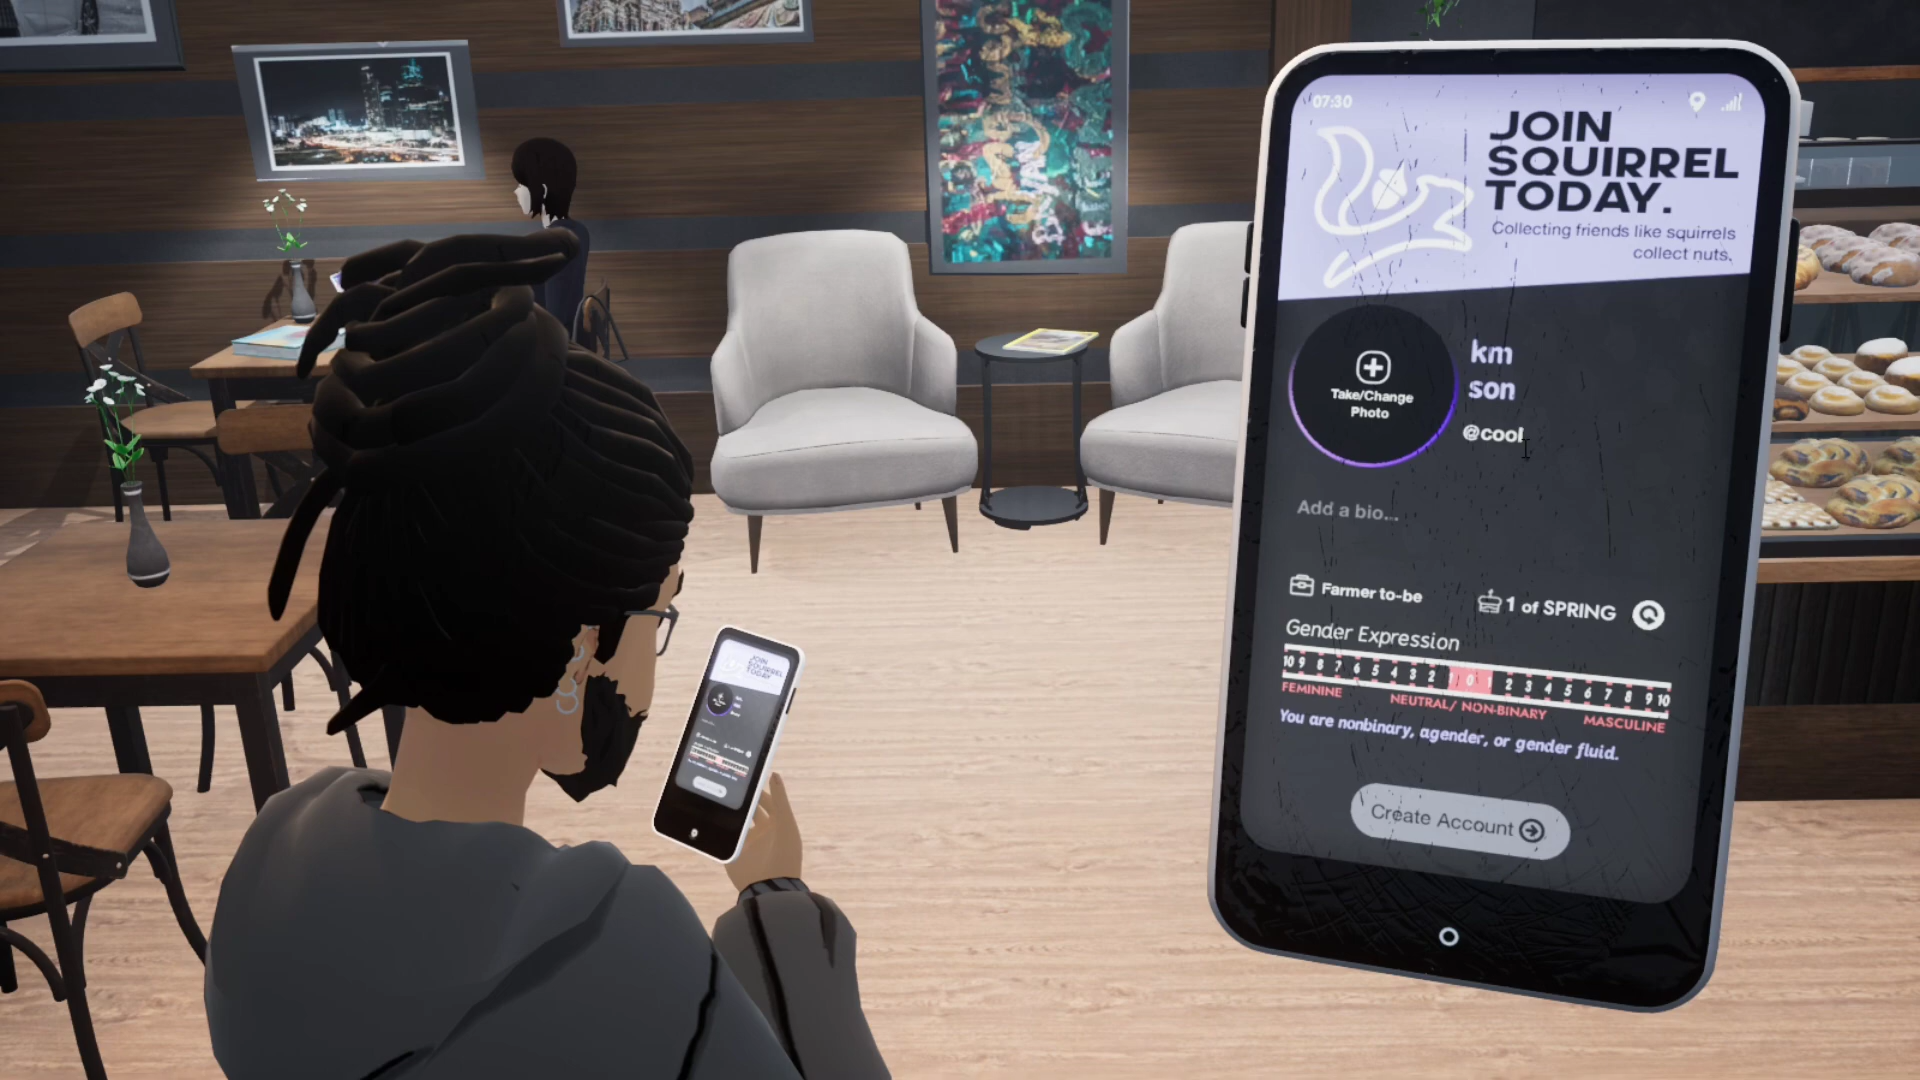 07:30
JOIN
SQUIRREL
TODAY.
Collecting friends like squirrels
collect nuts.
Take/Change
Photo
km
son
@cool
Add a bio...
Farmer to-be
1 of SPRING
Gender Expression
10 9 8 7 6 5 4 3 2 1 0 1 2 3 4 5 6 7 8 9 10
FEMININE
NEUTRAL/ NON-BINARY
MASCULINE
You are nonbinary, agender, or gender fluid.
Create Account